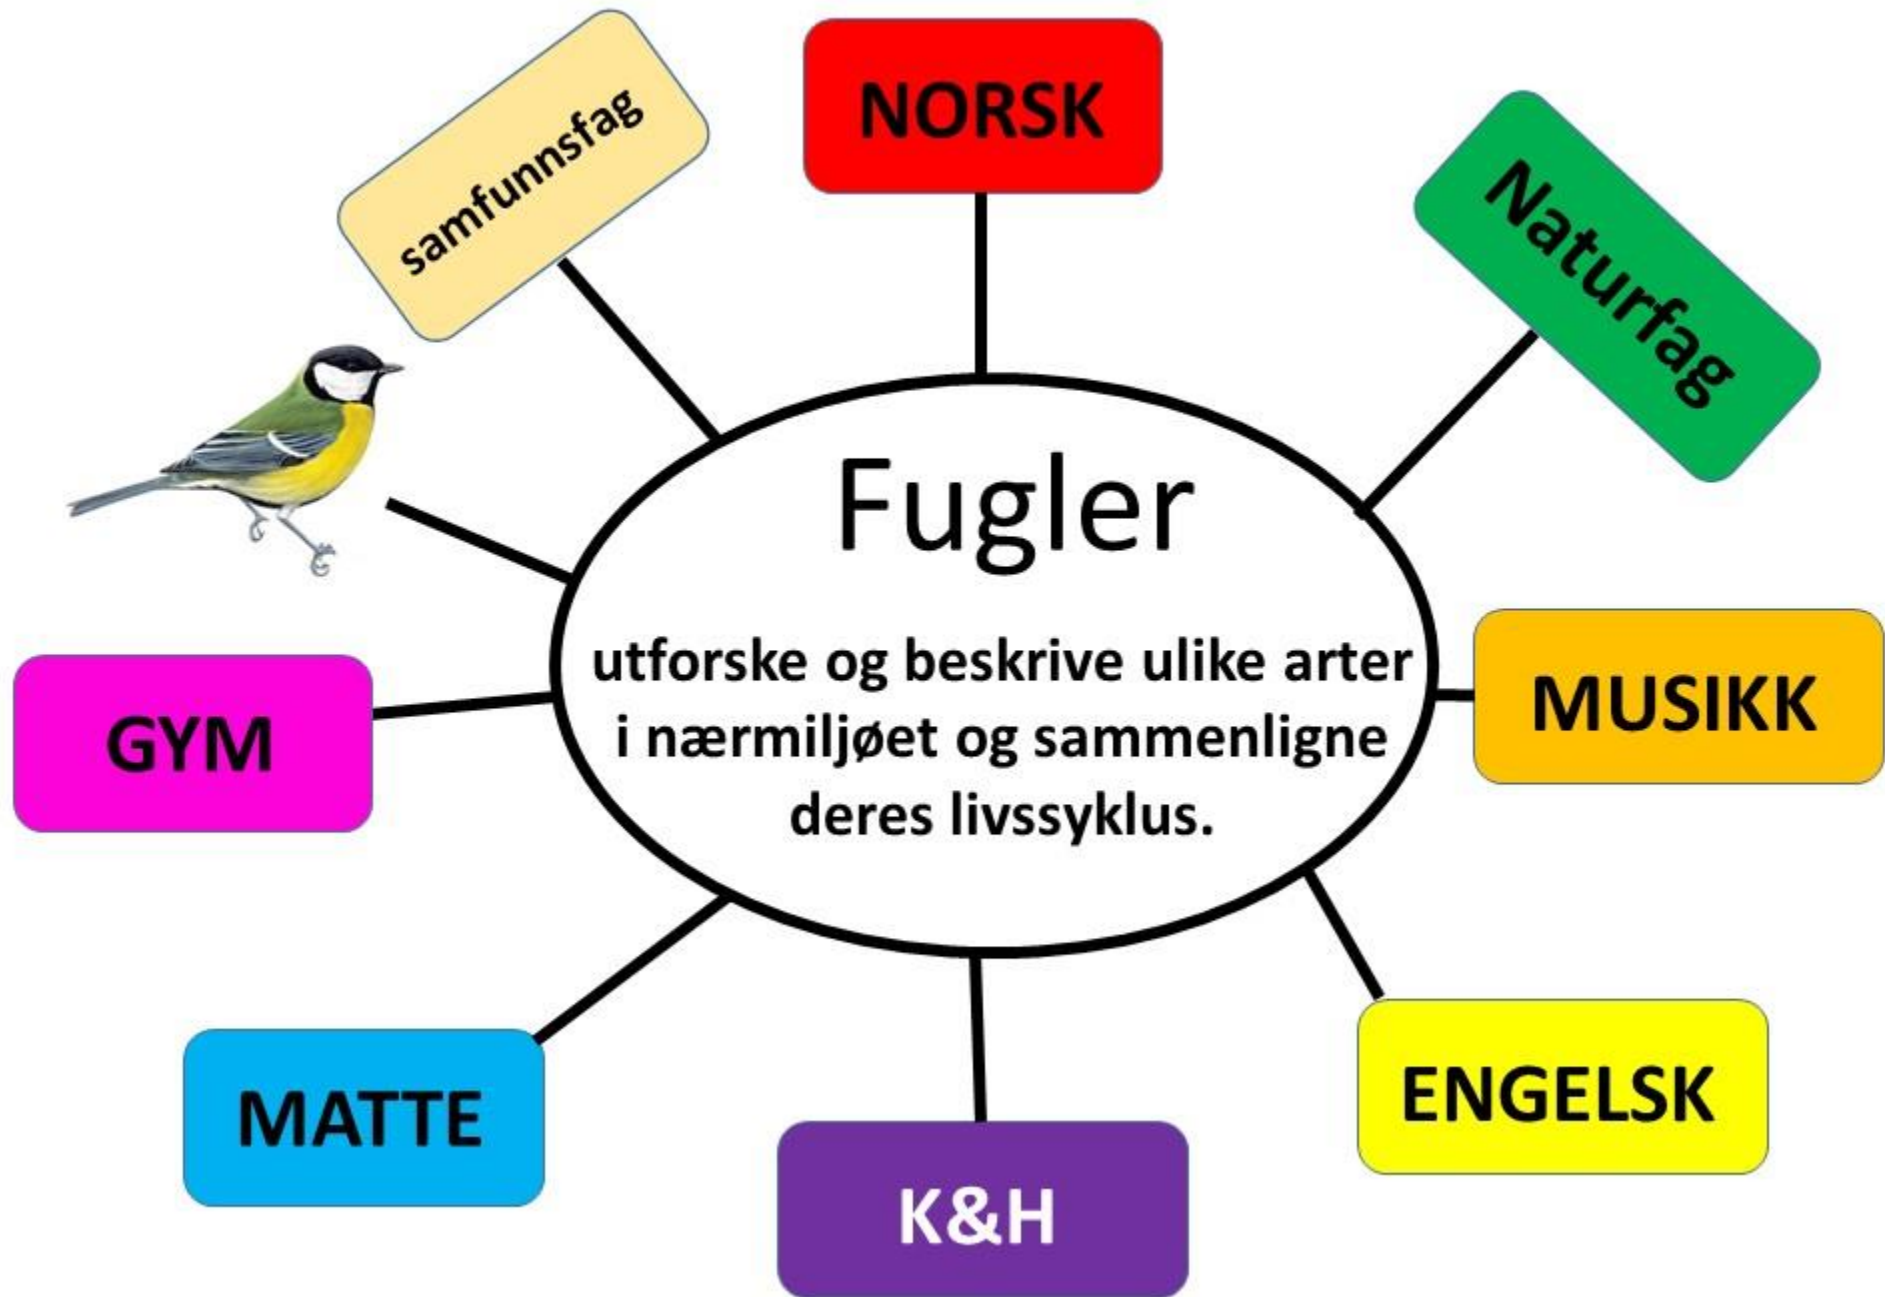 samfunnsfag
NORSK
Naturfag
Fugler
utforske og beskrive ulike arter
i nærmiljøet og sammenligne
deres livssyklus.
GYM
MUSIKK
MATTE
K&H
ENGELSK